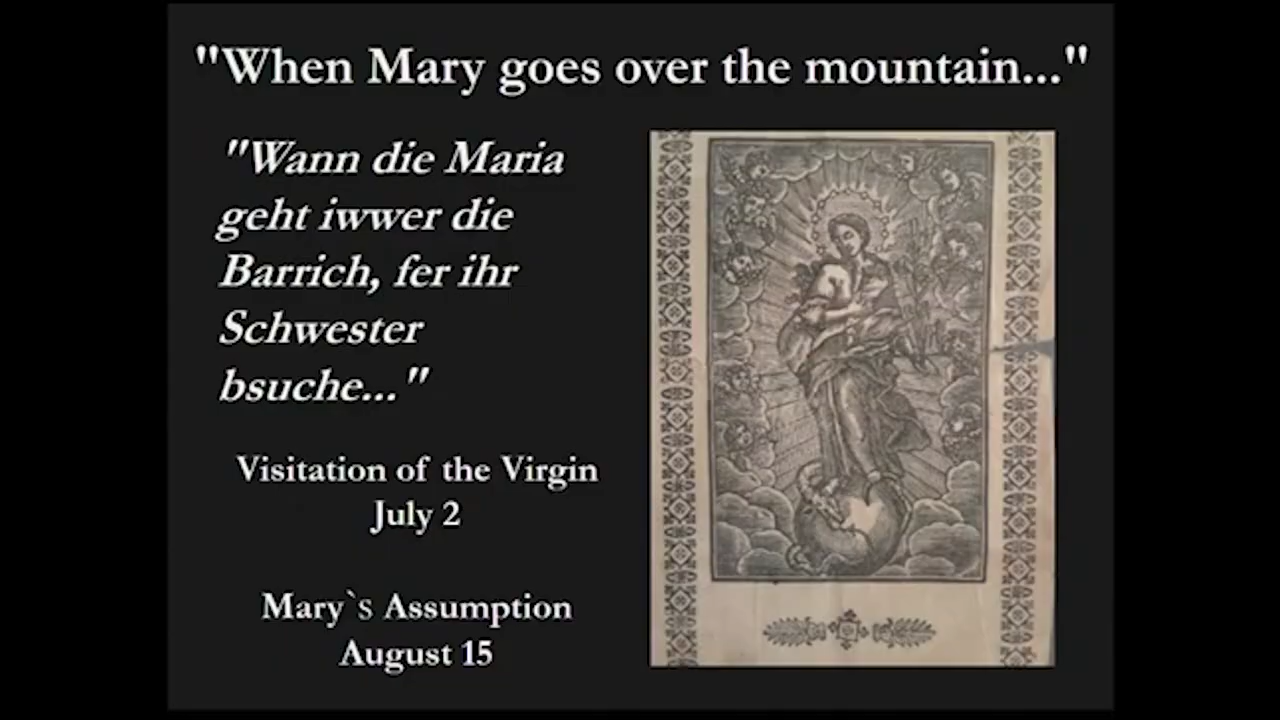 "When Mary goes over the mountain..."
"Wann die Maria
geht iwwer die
Barrich, fer ihr
Schwester
bsuche..."
Visitation of the Virgin
July 2
Mary`s Assumption
August 15